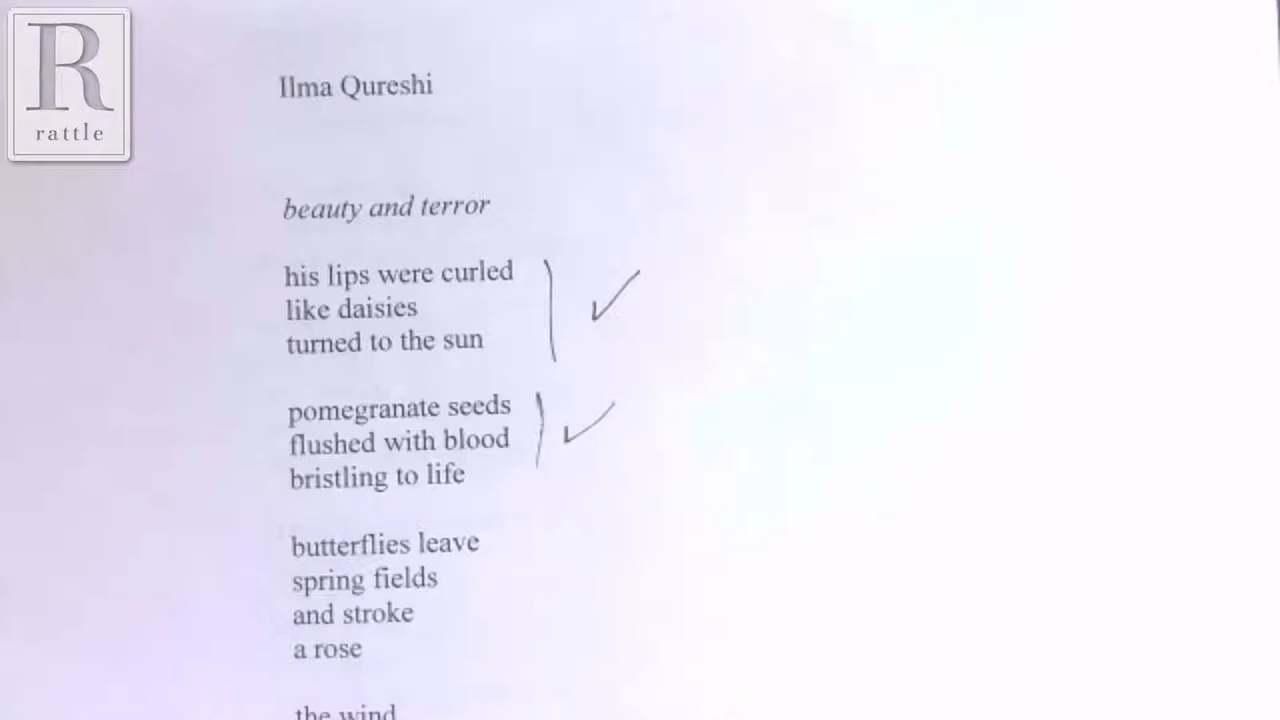 R
rattle
Ilma Qureshi
beauty and terror
his lips were curled
like daisies
turned to the sun
pomegranate seeds
flushed with blood
bristling to life
butterflies leave
spring fields
and stroke
a rose
the wind